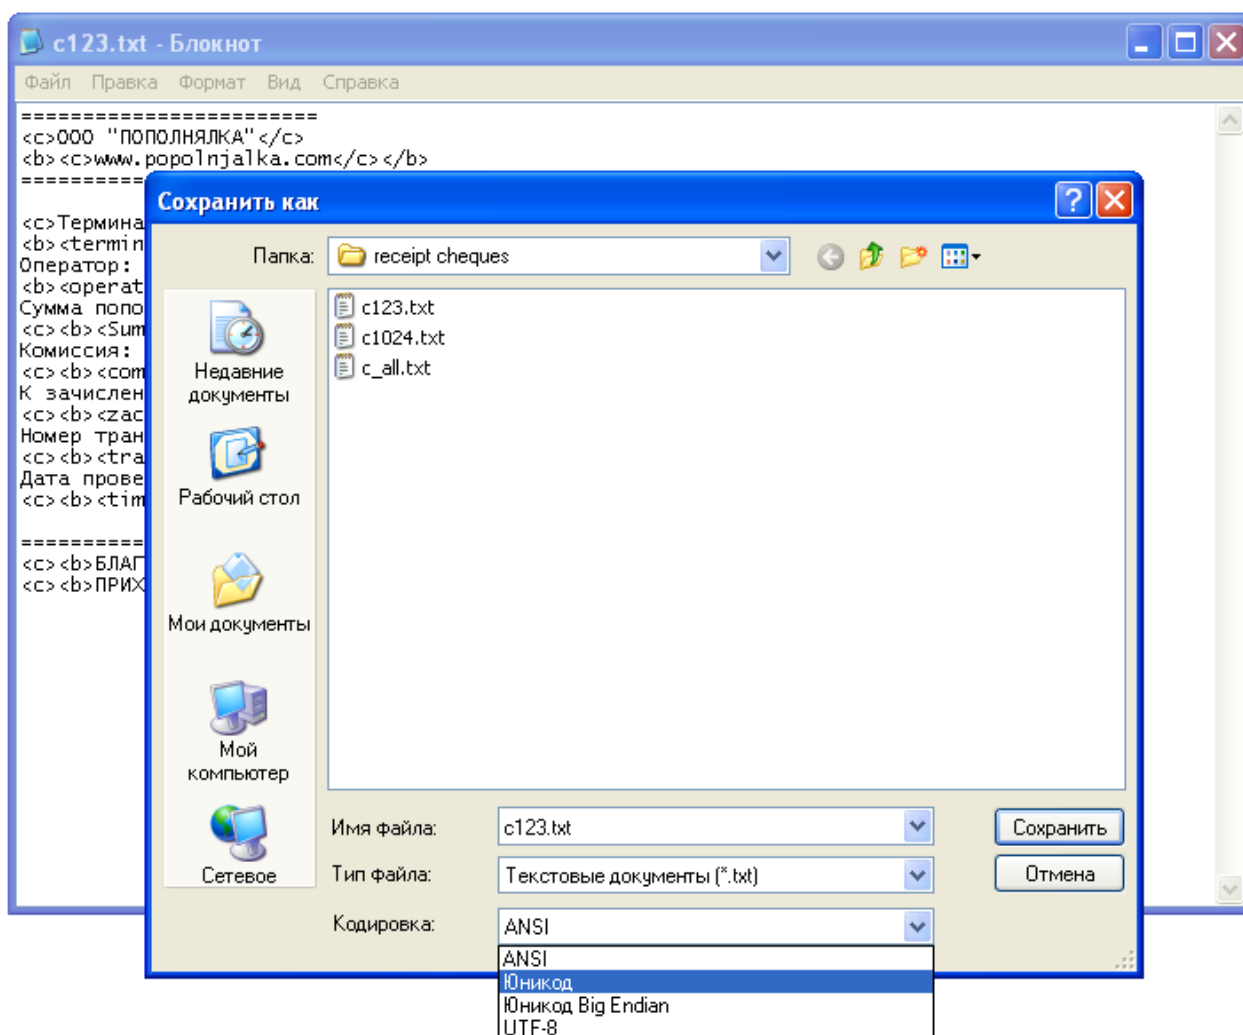 c123.txt - Блокнот
Файл Правка Формат Вид Справка
========================
<c>ООО "ПОПОЛНЯЛКА"</c>
<b><c>www.popolnjalka.com</c></b>
==========
<c>Термина
<b><termin
Оператор:
<b><operat
Сумма попо
<c><b><Sum
Комиссия:
<c><b><com
К зачислен
<c><b><zac
Номер тран
<c><b><tra
Дата прове
<c><b><tim
==========
<c><b>БЛАГ
<c><b>ПРИХ
Сохранить как
Папка: receipt cheques
c123.txt
c1024.txt
c_all.txt
Недавние
документы
Рабочий стол
Мои документы
Мой
компьютер
Сетевое
Имя файла: c123.txt Сохранить
Тип файла: Текстовые документы (*.txt) Отмена
Кодировка: ANSI
ANSI
Юникод
Юникод Big Endian
UTF-8